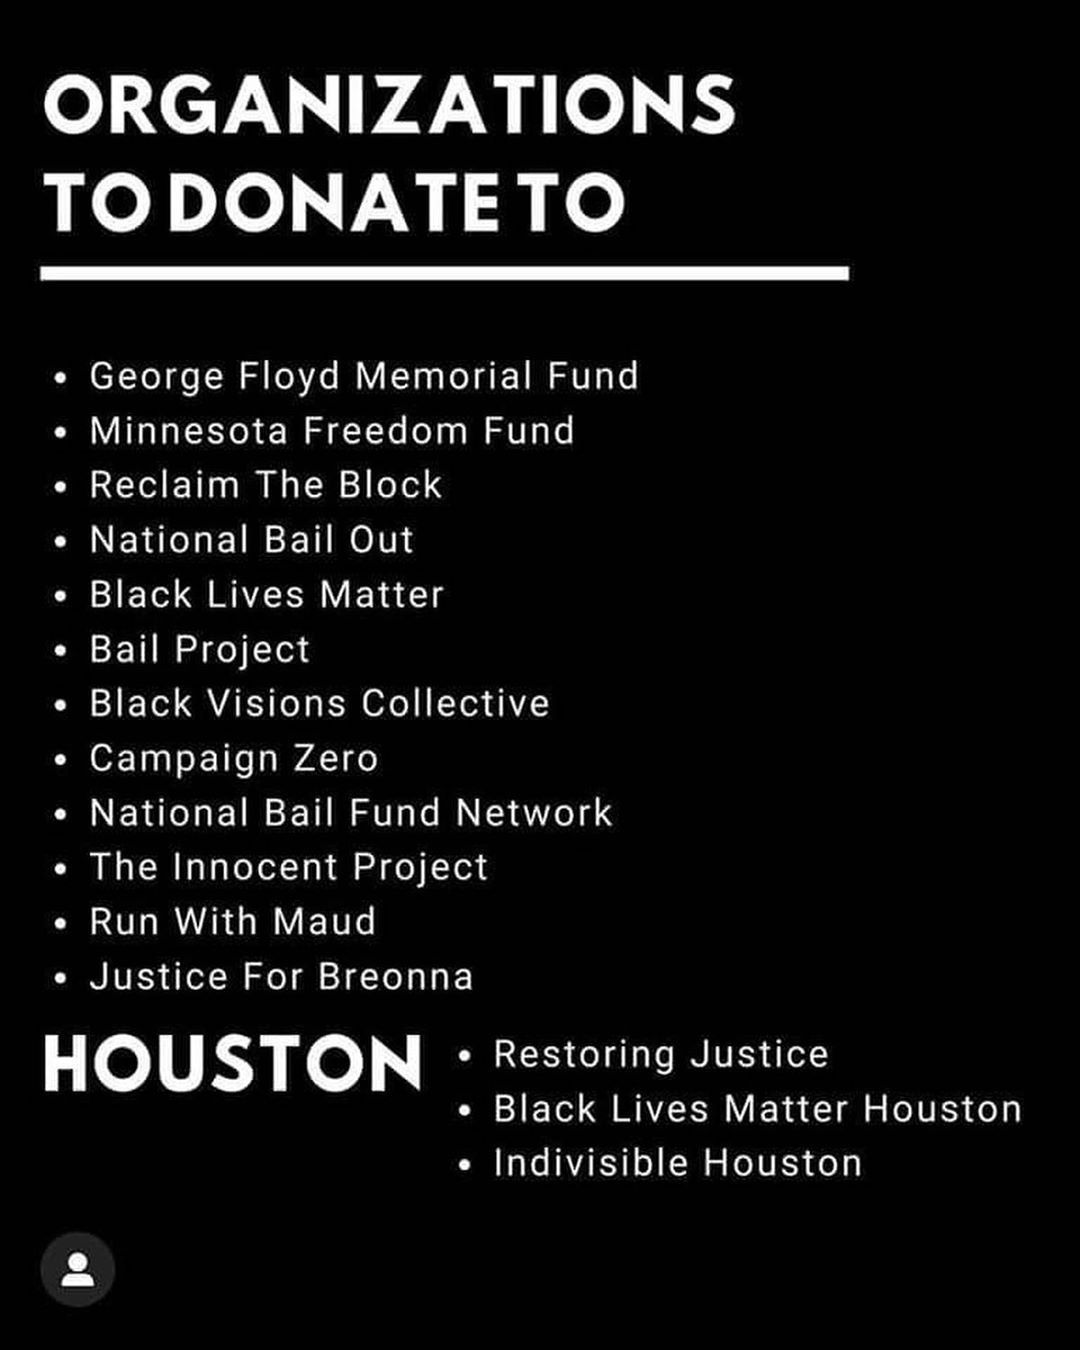 ORGANIZATIONS
TO DONATE TO
• George Floyd Memorial Fund
• Minnesota Freedom Fund
• Reclaim The Block
• National Bail Out
• Black Lives Matter
• Bail Project
• Black Visions Collective
• Campaign Zero
• National Bail Fund Network
• The Innocent Project
• Run With Maud
• Justice For Breonna
HOUSTON
• Restoring Justice
• Black Lives Matter Houston
• Indivisible Houston